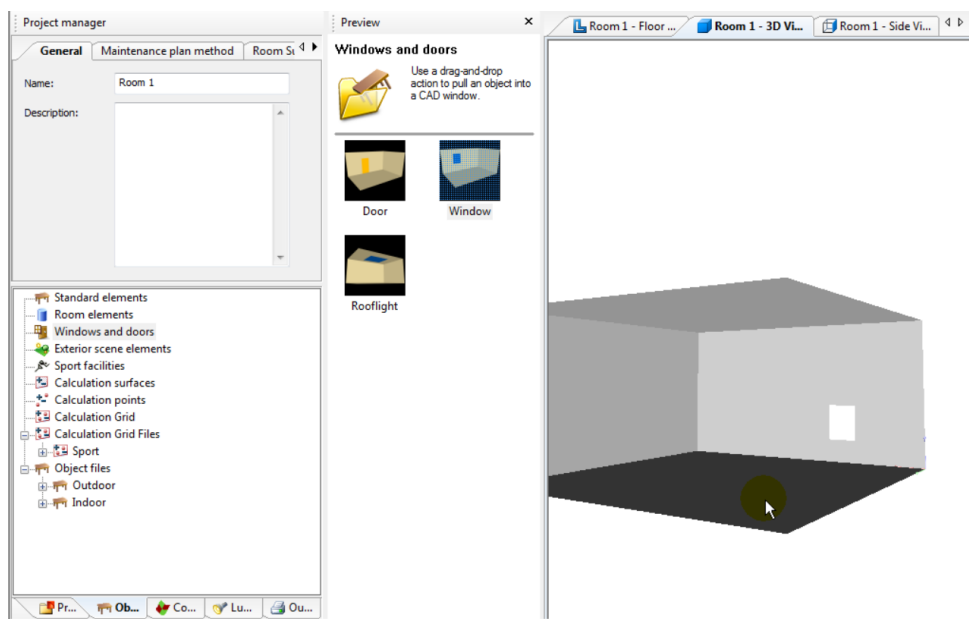 Project manager
General
Maintenance plan method
Room Su
Name:
Room 1
Description:
Standard elements
Room elements
Windows and doors
Exterior scene elements
Sport facilities
Calculation surfaces
Calculation points
Calculation Grid
Calculation Grid Files
Sport
Object files
Outdoor
Indoor
Pr...
Ob...
Co...
Lu...
Ou...
Preview
Windows and doors
Use a drag-and-drop
action to pull an object into
a CAD window.
Door
Window
Rooflight
Room 1 - Floor ...
Room 1 - 3D Vi...
Room 1 - Side Vi...